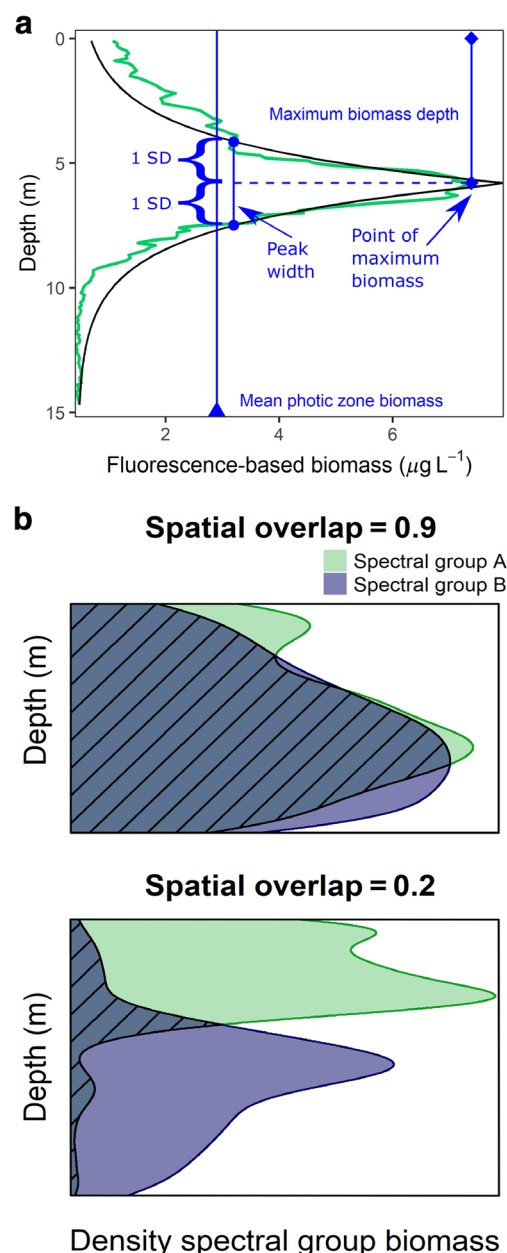 a
0
Maximum biomass depth
5
1 SD
1 SD
Peak
width
Point of
maximum
biomass
10
Mean photic zone biomass
15
2 4 6
Depth (m)
Fluorescence-based biomass (µg L⁻¹)
b
Spatial overlap = 0.9
Spectral group A
Spectral group B
Depth (m)
Spatial overlap = 0.2
Depth (m)
Density spectral group biomass